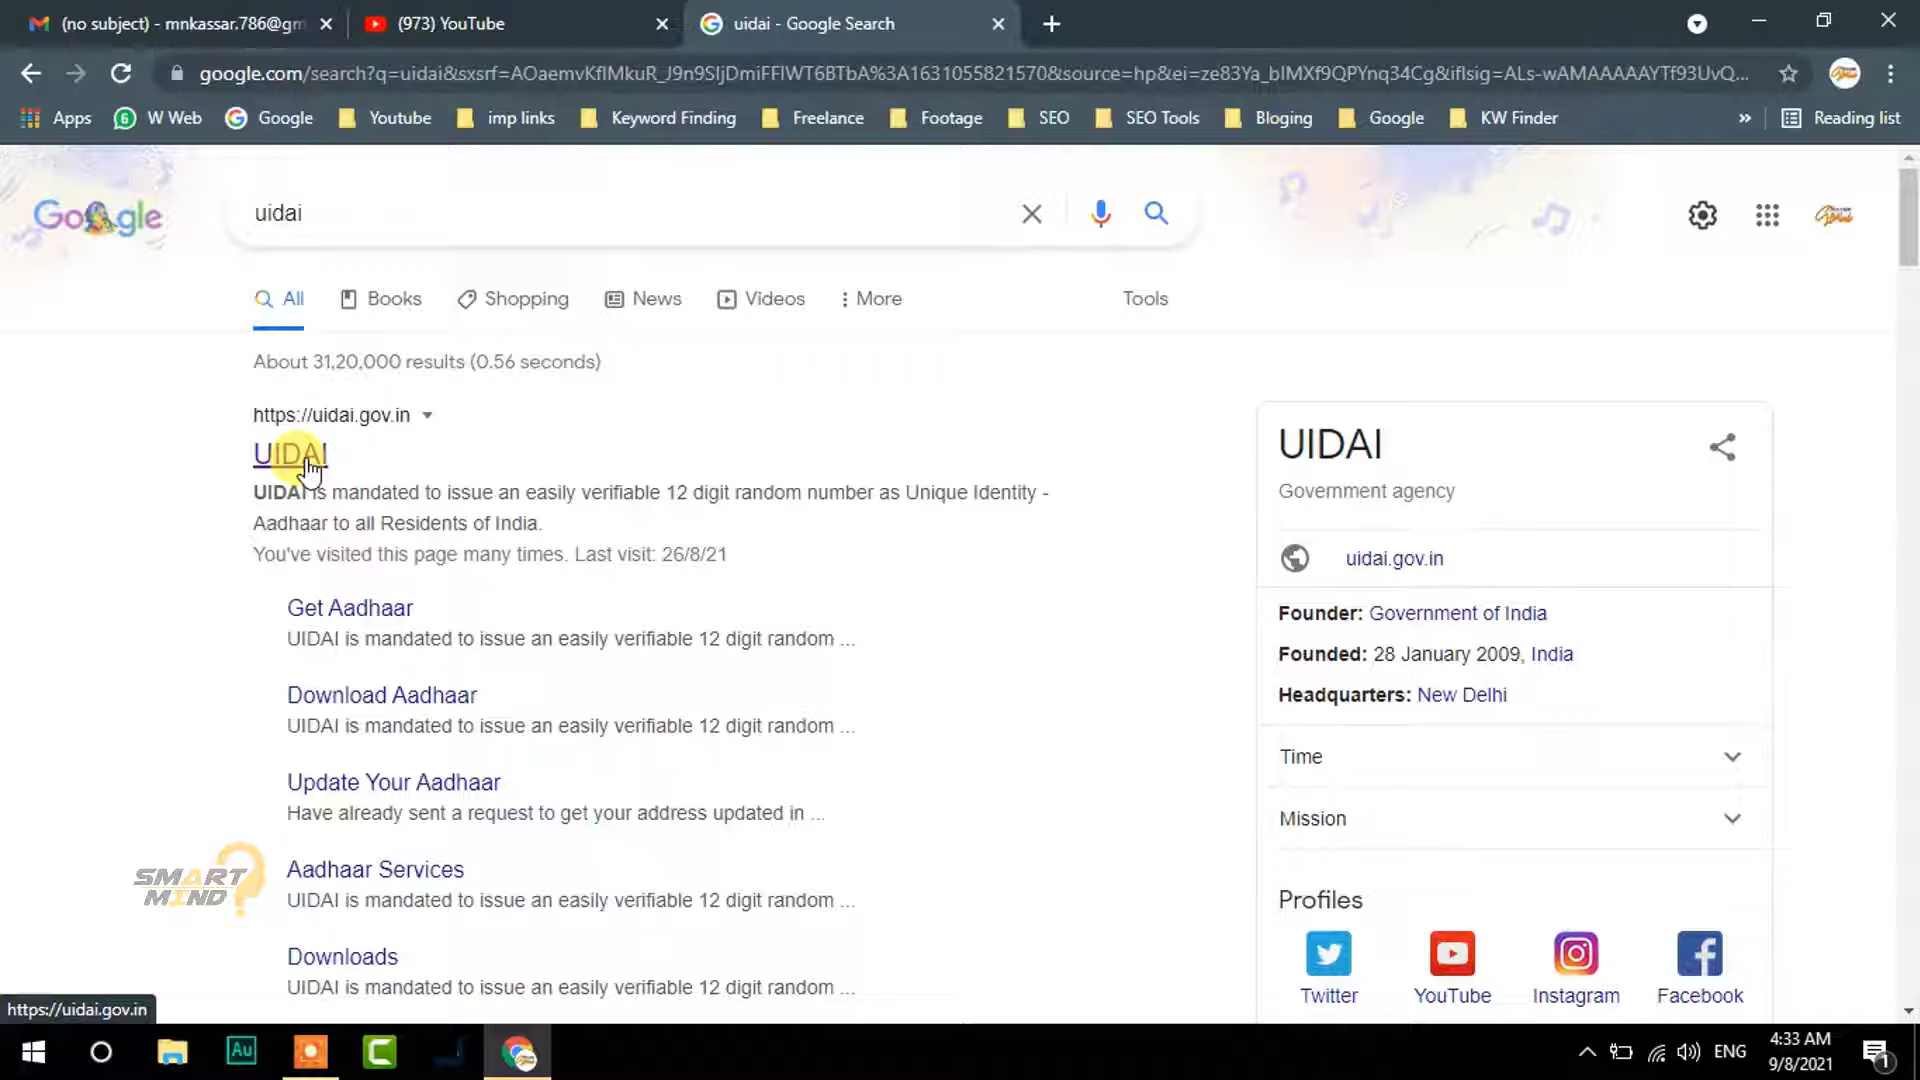 (no subject) - mnkassar.786@gm
(973) YouTube
uidai - Google Search
google.com/search?q=uidai&sxsrf=AOaemvKflMkuR_J9n9SIjDmiFFlWT6BTbA%3A1631055821570&source=hp&ei=ze83Ya_bIMXf9QPYnq34Cg&iflsig=ALs-wAMAAAAAYTf93UvQ...
Apps
6
W Web
Google
Youtube
imp links
Keyword Finding
Freelance
Footage
SEO
SEO Tools
Bloging
Google
KW Finder
»
Reading list
Google
uidai
All
Books
Shopping
News
Videos
More
Tools
About 31,20,000 results (0.56 seconds)
https://uidai.gov.in
UIDAI
UIDAI is mandated to issue an easily verifiable 12 digit random number as Unique Identity -
Aadhaar to all Residents of India.
You've visited this page many times. Last visit: 26/8/21
Get Aadhaar
UIDAI is mandated to issue an easily verifiable 12 digit random ...
Download Aadhaar
UIDAI is mandated to issue an easily verifiable 12 digit random ...
Update Your Aadhaar
Have already sent a request to get your address updated in ...
Aadhaar Services
UIDAI is mandated to issue an easily verifiable 12 digit random ...
Downloads
UIDAI is mandated to issue an easily verifiable 12 digit random ...
SMART
MIND
?
UIDAI
Government agency
uidai.gov.in
Founder: Government of India
Founded: 28 January 2009, India
Headquarters: New Delhi
Time
Mission
Profiles
Twitter
YouTube
Instagram
Facebook
https://uidai.gov.in
Au
ENG
4:33 AM
9/8/2021
1